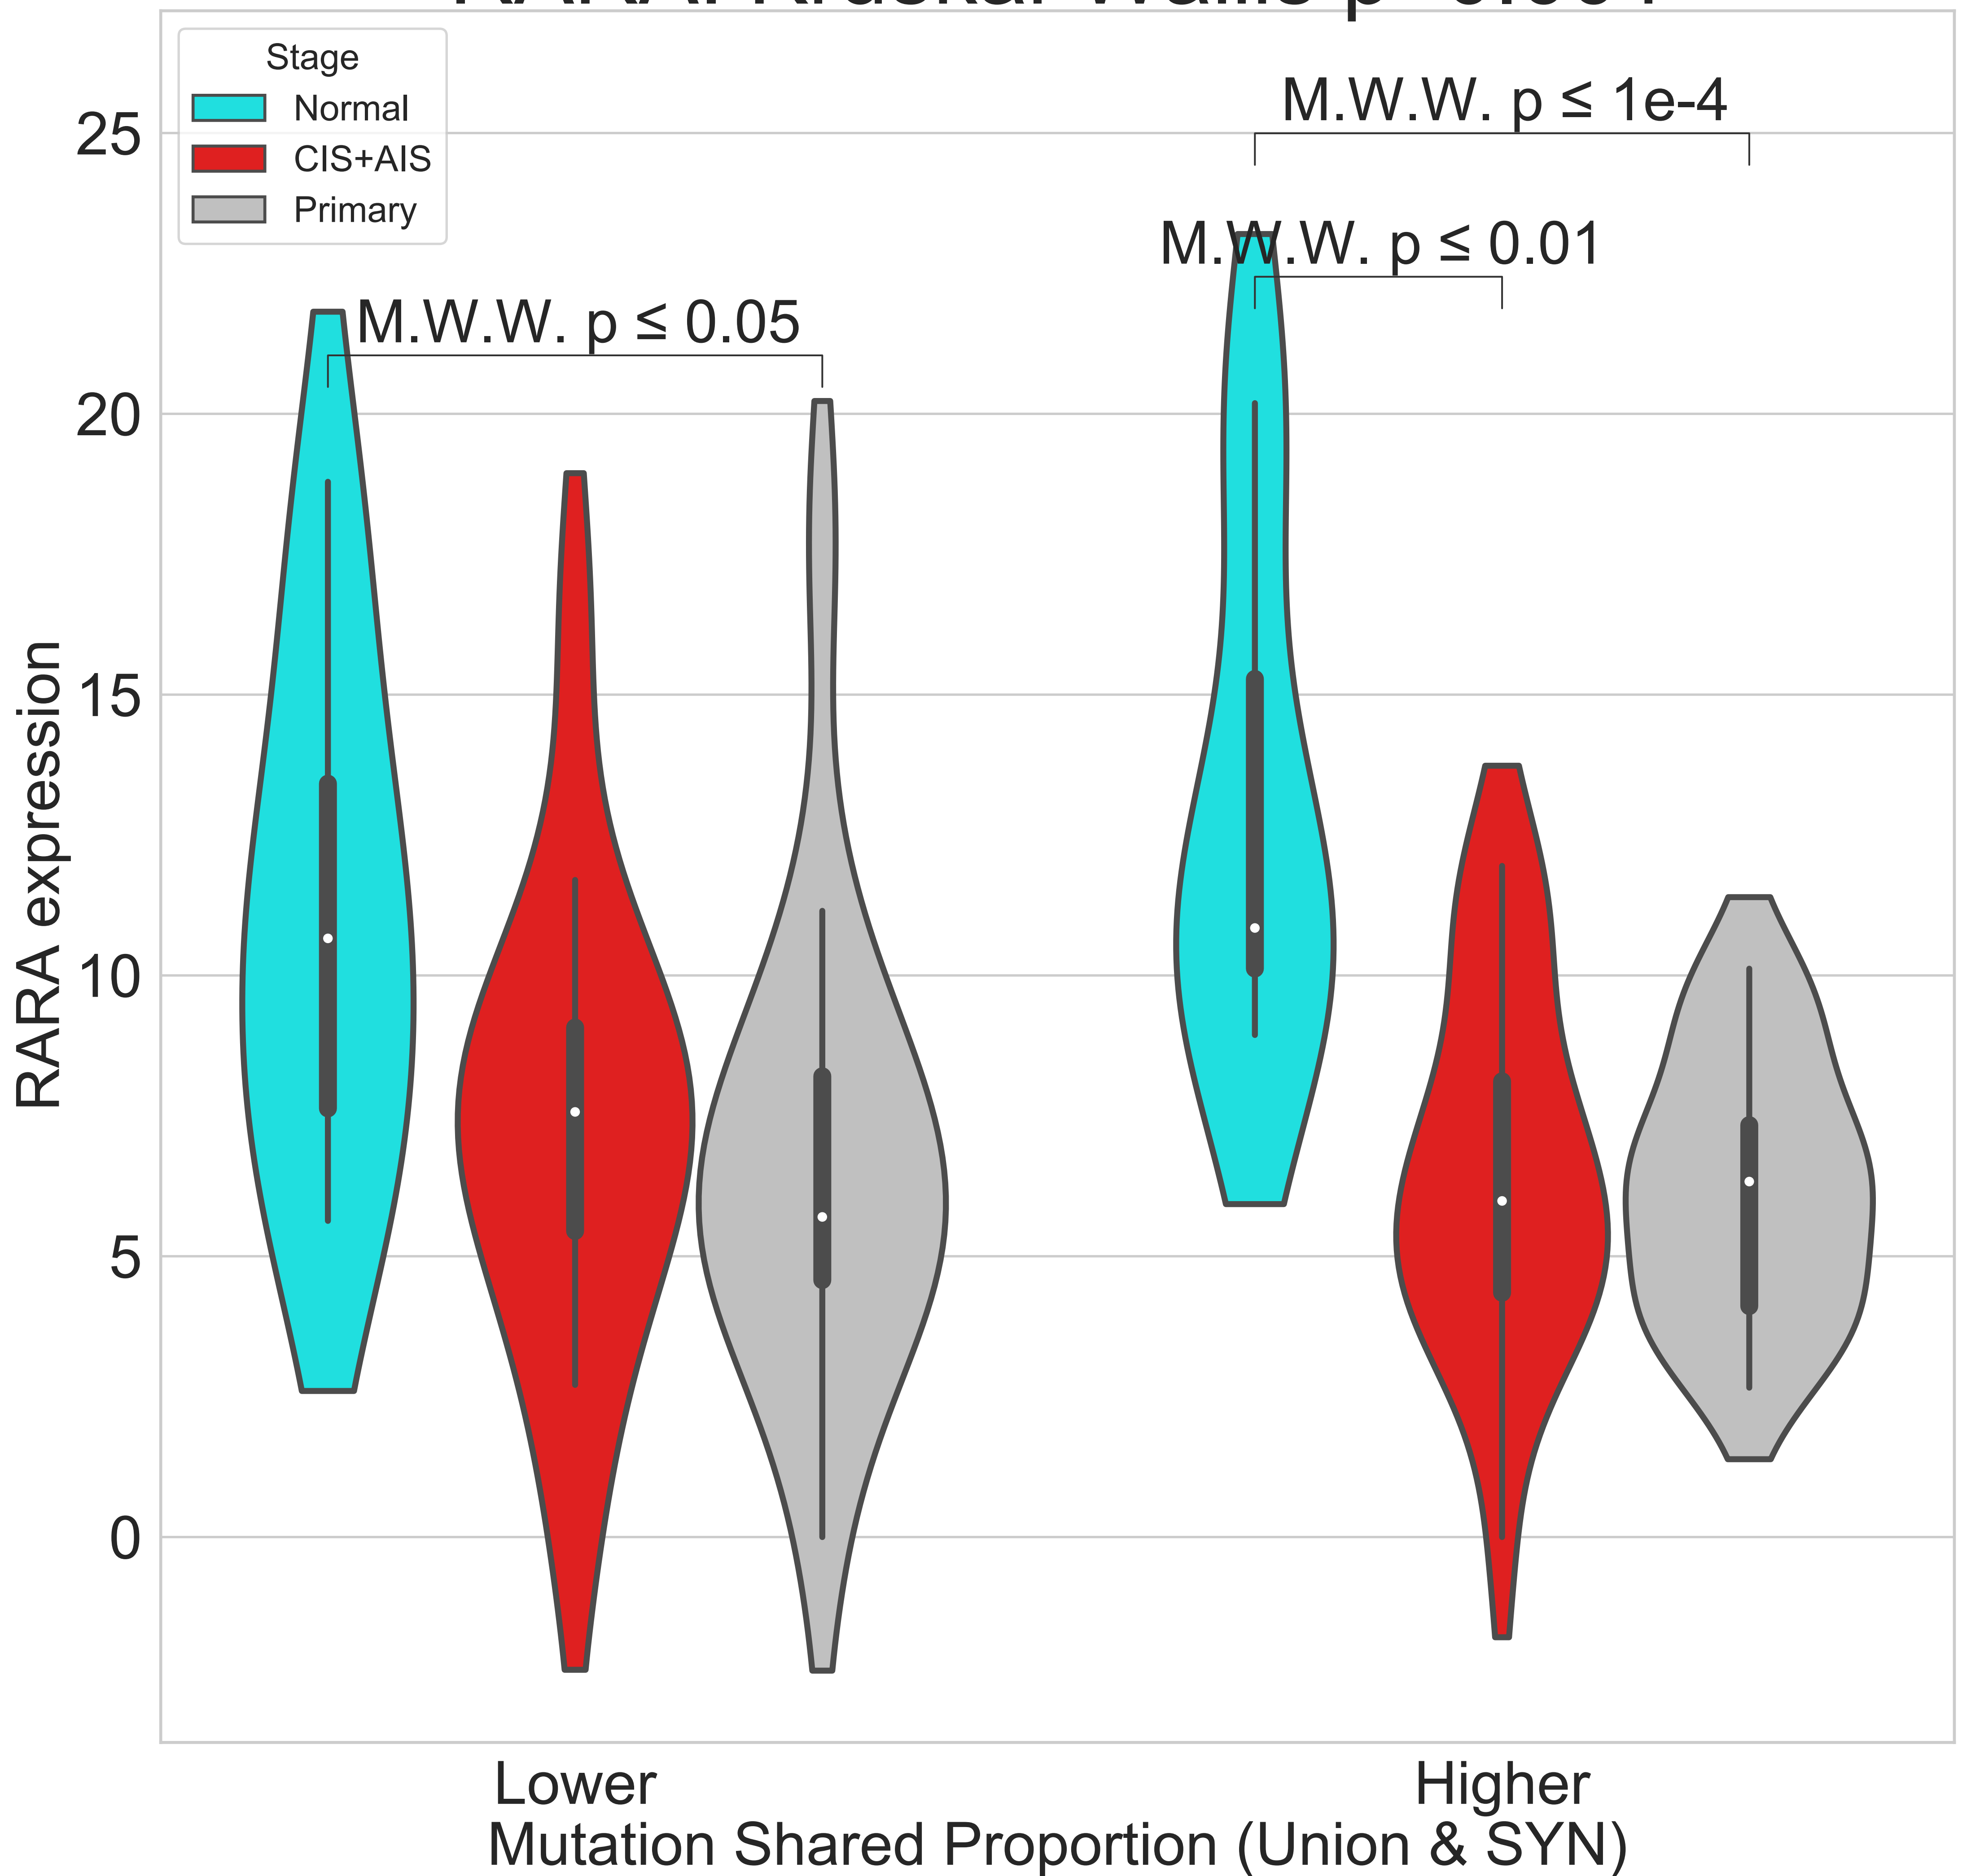 Stage
Normal
CIS+AIS
Primary
M.W.W. p ≤ 1e-4
M.W.W. p ≤ 0.01
M.W.W. p ≤ 0.05
25
20
15
10
5
0
RARA expression
Lower
Higher
Mutation Shared Proportion (Union & SYN)